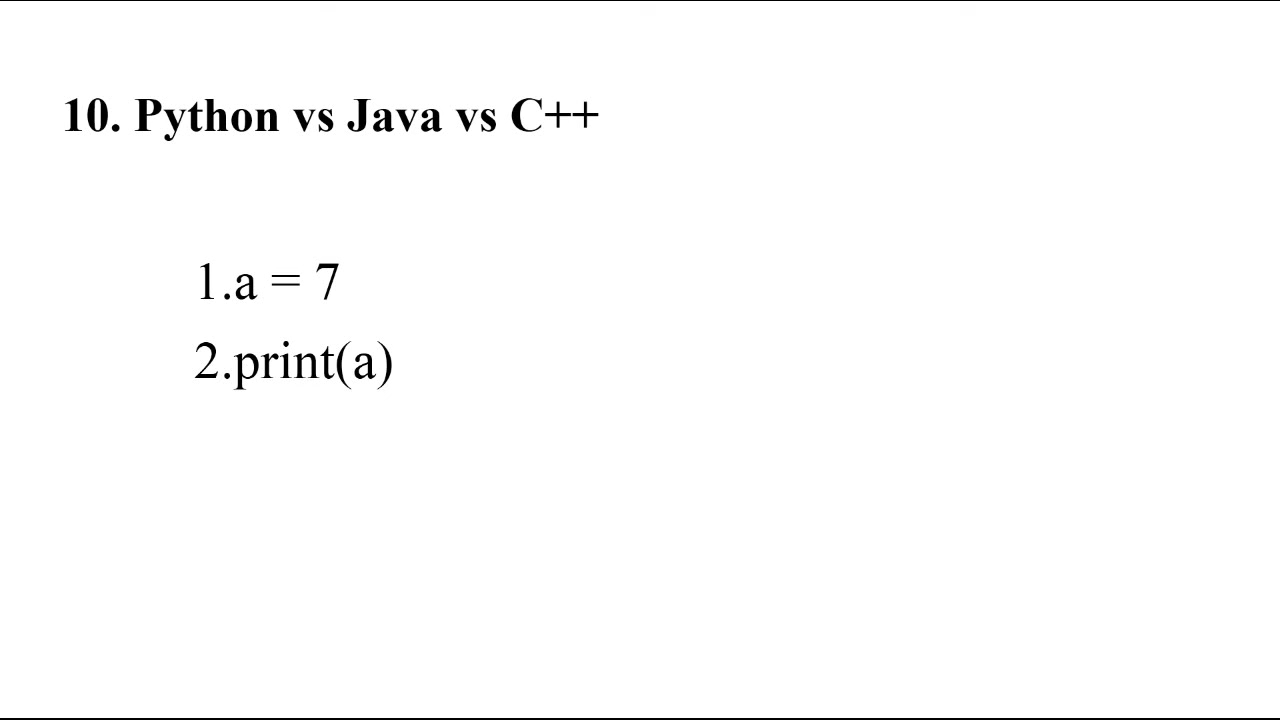 10. Python vs Java vs C++
1.a = 7
2.print(a)